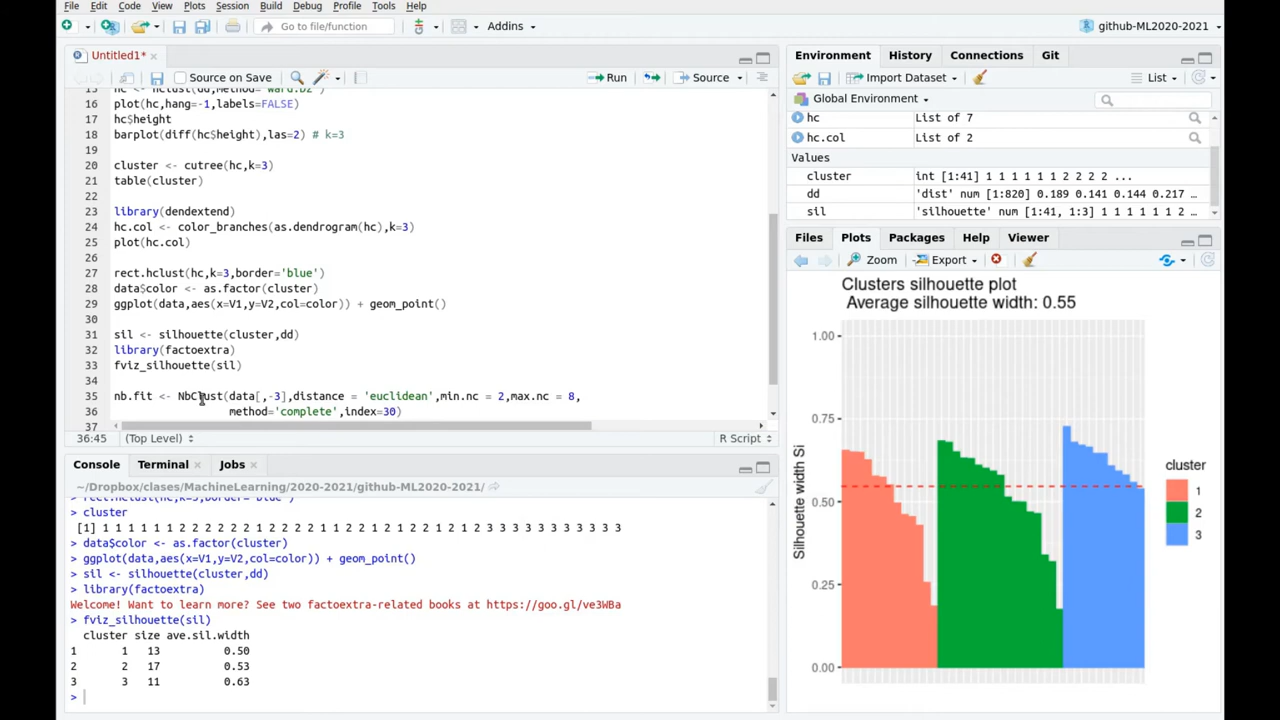 File Edit Code View Plots Session Build Debug Profile Tools Help
Go to file/function Addins github-ML2020-2021
Untitled1*
Source on Save Run Source
15 hc <- hclust(dd,method='ward.D2')
16 plot(hc,hang=-1,labels=FALSE)
17 hc$height
18 barplot(diff(hc$height),las=2) # k=3
19
20 cluster <- cutree(hc,k=3)
21 table(cluster)
22
23 library(dendextend)
24 hc.col <- color_branches(as.dendrogram(hc),k=3)
25 plot(hc.col)
26
27 rect.hclust(hc,k=3,border='blue')
28 data$color <- as.factor(cluster)
29 ggplot(data,aes(x=V1,y=V2,col=color)) + geom_point()
30
31 sil <- silhouette(cluster,dd)
32 library(factoextra)
33 fviz_silhouette(sil)
34
35 nb.fit <- NbClust(data[,-3],distance = 'euclidean',min.nc = 2,max.nc = 8,
36 method='complete',index=30)
37
36:45 (Top Level) R Script
Console Terminal Jobs
~/Dropbox/clases/MachineLearning/2020-2021/github-ML2020-2021/
> rect.hclust(hc,k=3,border='blue')
> cluster
[1] 1 1 1 1 1 1 2 2 2 2 2 2 1 2 2 2 2 1 1 2 1 2 1 2 2 1 2 1 2 3 3 3 3 3 3 3 3 3 3 3
> data$color <- as.factor(cluster)
> ggplot(data,aes(x=V1,y=V2,col=color)) + geom_point()
> sil <- silhouette(cluster,dd)
> library(factoextra)
Welcome! Want to learn more? See two factoextra-related books at https://goo.gl/ve3WBa
> fviz_silhouette(sil)
cluster size ave.sil.width
1 1 13 0.50
2 2 17 0.53
3 3 11 0.63
>
Environment History Connections Git
Import Dataset List
Global Environment
hc List of 7
hc.col List of 2
Values
cluster int [1:41] 1 1 1 1 1 1 2 2 2 2 ...
dd 'dist' num [1:820] 0.189 0.141 0.144 0.217 ...
sil 'silhouette' num [1:41, 1:3] 1 1 1 1 1 1 2 ...
Files Plots Packages Help Viewer
Zoom Export
Clusters silhouette plot
Average silhouette width: 0.55
1.00
0.75
0.50
0.25
0.00
Silhouette width Si
cluster
1
2
3